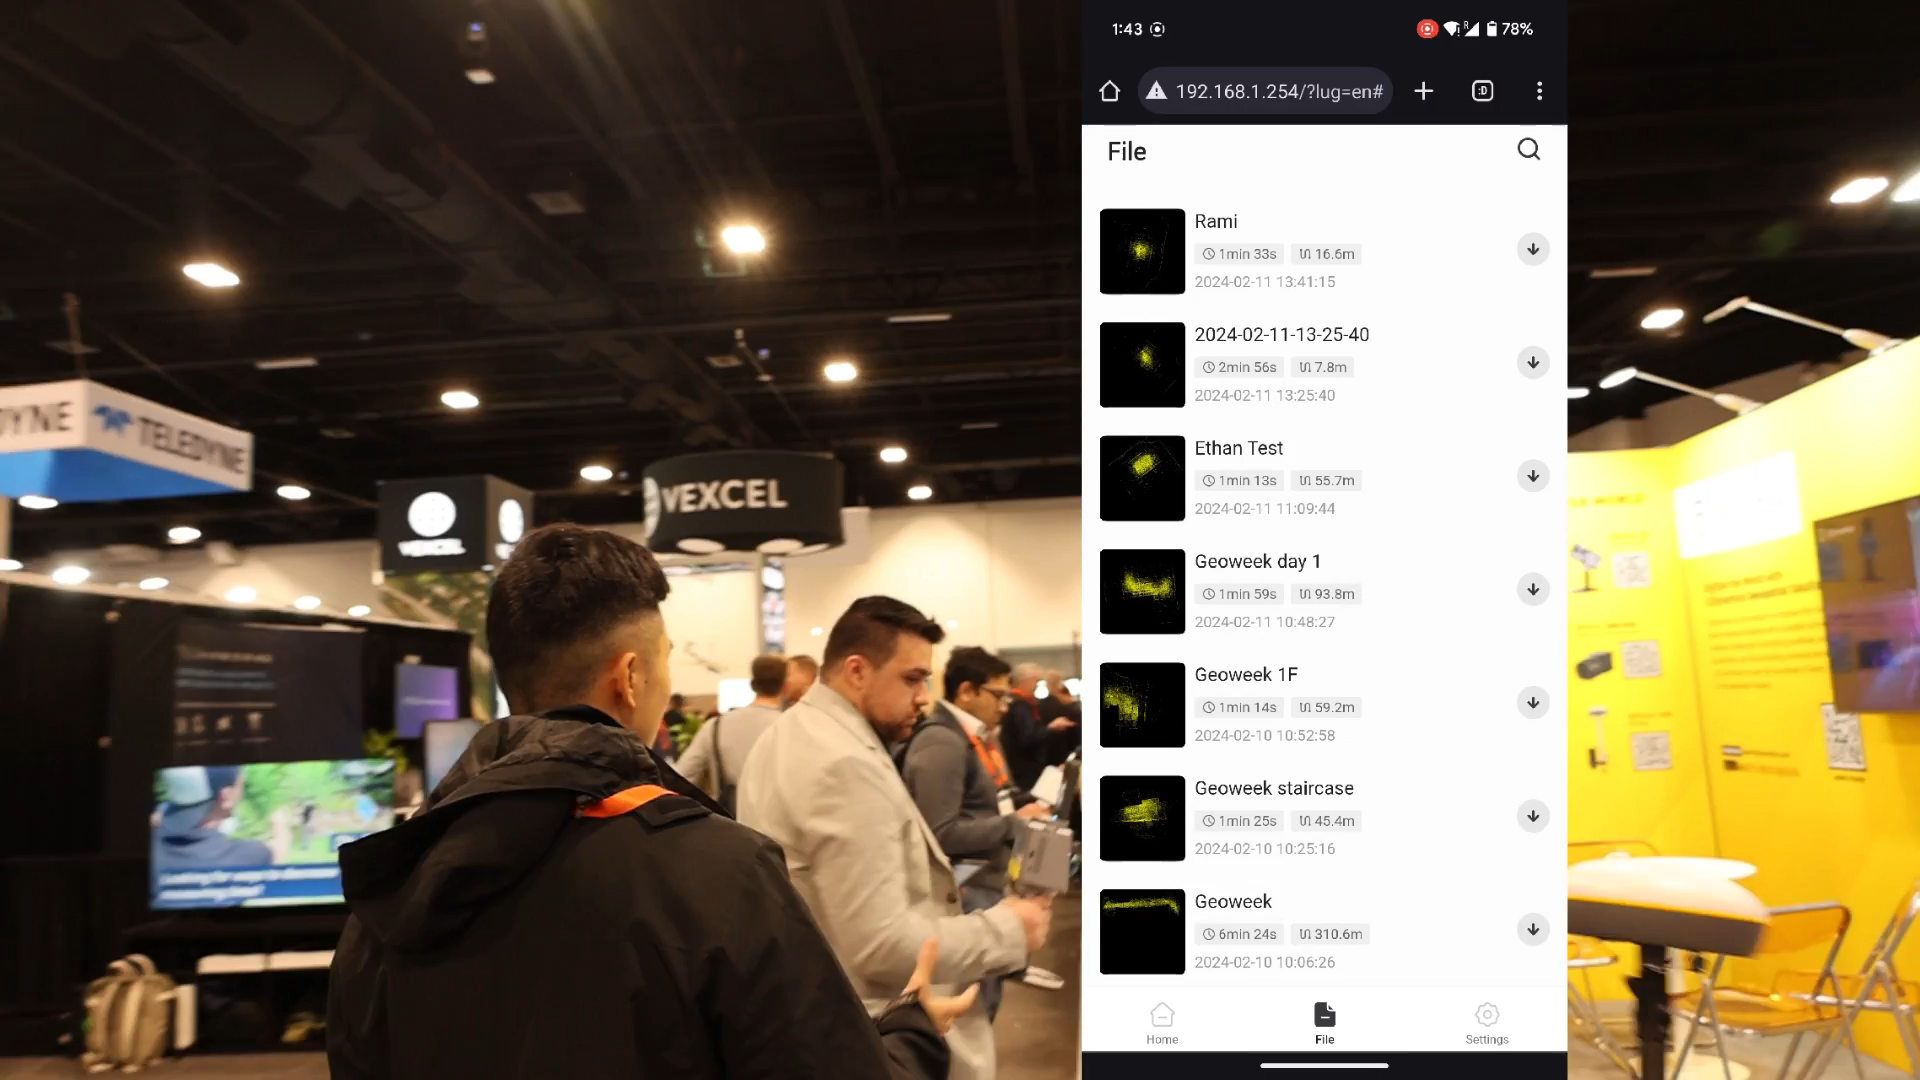 DYNE
TELEDYNE
VEXCEL
VEXCEL
1:43
R
78%
192.168.1.254/?lug=en#
:D
File
Rami
1min 33s 16.6m
2024-02-11 13:41:15
2024-02-11-13-25-40
2min 56s 7.8m
2024-02-11 13:25:40
Ethan Test
1min 13s 55.7m
2024-02-11 11:09:44
Geoweek day 1
1min 59s 93.8m
2024-02-11 10:48:27
Geoweek 1F
1min 14s 59.2m
2024-02-10 10:52:58
Geoweek staircase
1min 25s 45.4m
2024-02-10 10:25:16
Geoweek
6min 24s 310.6m
2024-02-10 10:06:26
Home File Settings